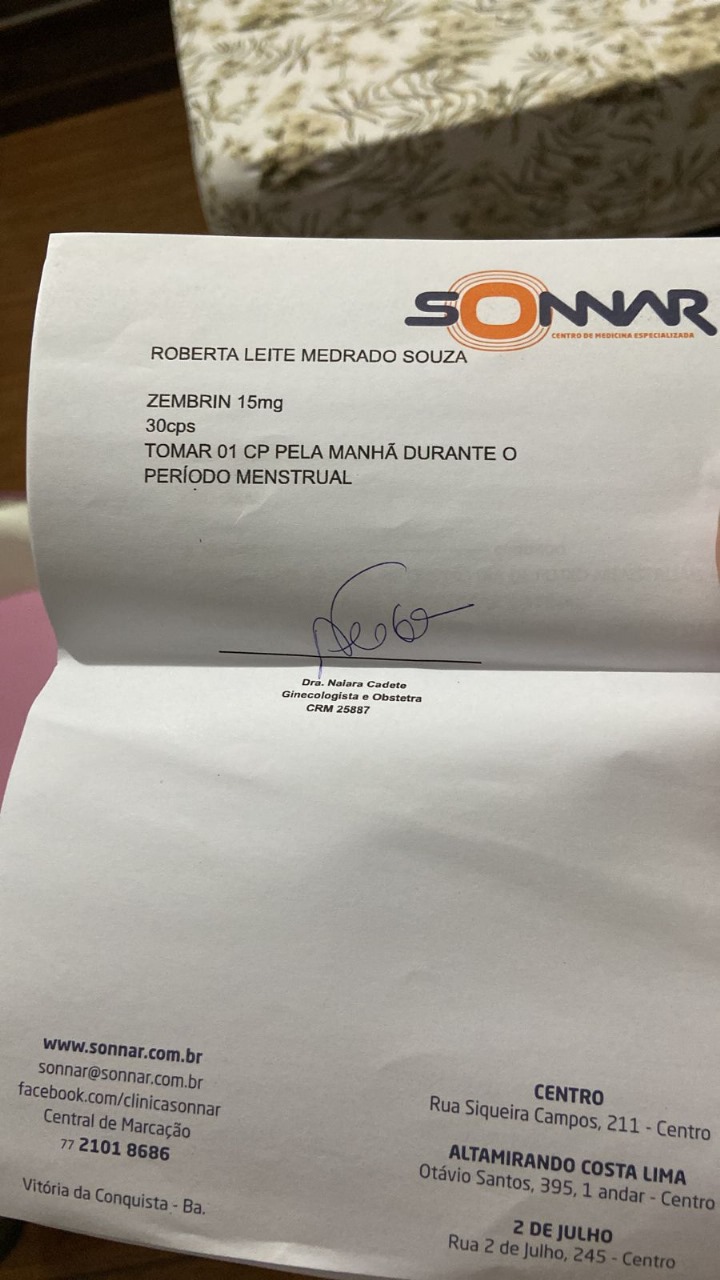 SONNAR
CENTRO DE MEDICINA ESPECIALIZADA
ROBERTA LEITE MEDRADO SOUZA
ZEMBRIN 15mg
30cps
TOMAR 01 CP PELA MANHÃ DURANTE O
PERÍODO MENSTRUAL
Dra. Naiara Cadete
Ginecologista e Obstetra
CRM 25887
www.sonnar.com.br
sonnar@sonnar.com.br
facebook.com/clinicasonnar
Central de Marcação
77 2101 8686
Vitória da Conquista - Ba.
CENTRO
Rua Siqueira Campos, 211 - Centro
ALTAMIRANDO COSTA LIMA
Otávio Santos, 395, 1 andar - Centro
2 DE JULHO
Rua 2 de Julho, 245 - Centro